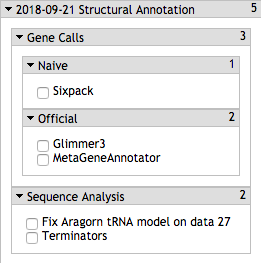 2018-09-21 Structural Annotation 5
Gene Calls 3
Naive 1
Sixpack
Official 2
Glimmer3
MetaGeneAnnotator
Sequence Analysis 2
Fix Aragorn tRNA model on data 27
Terminators